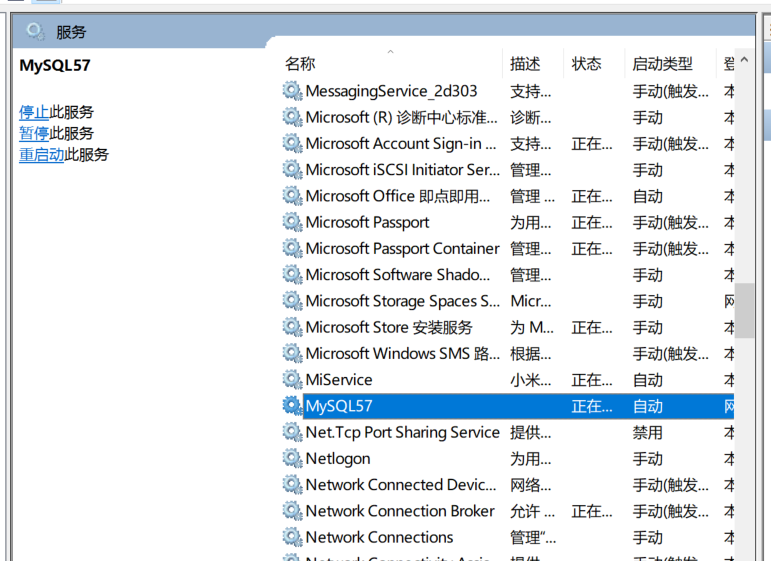 服务
MySQL57
停止此服务
暂停此服务
重启动此服务
名称 描述 状态 启动类型 登
MessagingService_2d303 支持... 手动(触发... 本
Microsoft (R) 诊断中心标准... 诊断... 手动 本
Microsoft Account Sign-in ... 支持... 正在... 手动(触发... 本
Microsoft iSCSI Initiator Ser... 管理... 手动 本
Microsoft Office 即点即用... 管理 ... 正在... 自动 本
Microsoft Passport 为用... 正在... 手动(触发... 本
Microsoft Passport Container 管理... 正在... 手动(触发... 本
Microsoft Software Shado... 管理... 手动 本
Microsoft Storage Spaces S... Micr... 手动 网
Microsoft Store 安装服务 为 M... 正在... 手动 本
Microsoft Windows SMS 路... 根据... 手动(触发... 本
MiService 小米... 正在... 自动 本
MySQL57 正在... 自动 网
Net.Tcp Port Sharing Service 提供... 禁用 本
Netlogon 为用... 手动 本
Network Connected Devic... 网络... 手动(触发... 本
Network Connection Broker 允许 ... 正在... 手动(触发... 本
Network Connections 管理“... 手动 本